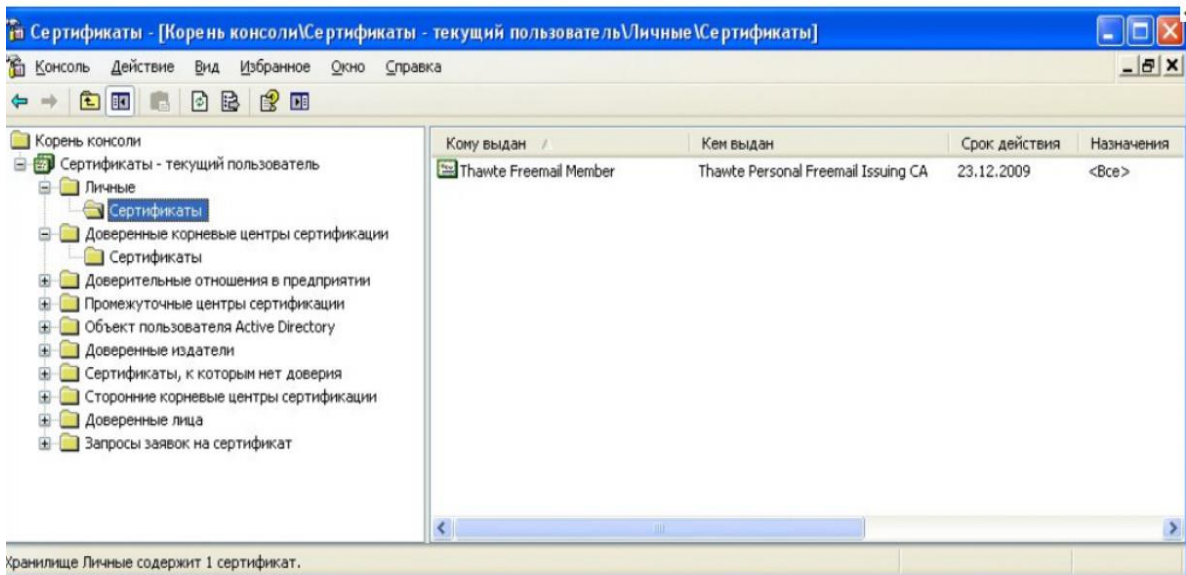 Сертификаты - [Корень консоли\Сертификаты - текущий пользователь\Личные\Сертификаты]
Консоль Действие Вид Избранное Окно Справка
Корень консоли
Сертификаты - текущий пользователь
Личные
Сертификаты
Доверенные корневые центры сертификации
Сертификаты
Доверительные отношения в предприятии
Промежуточные центры сертификации
Объект пользователя Active Directory
Доверенные издатели
Сертификаты, к которым нет доверия
Сторонние корневые центры сертификации
Доверенные лица
Запросы заявок на сертификат
Кому выдан Кем выдан Срок действия Назначения
Thawte Freemail Member Thawte Personal Freemail Issuing CA 23.12.2009 <Все>
Хранилище Личные содержит 1 сертификат.